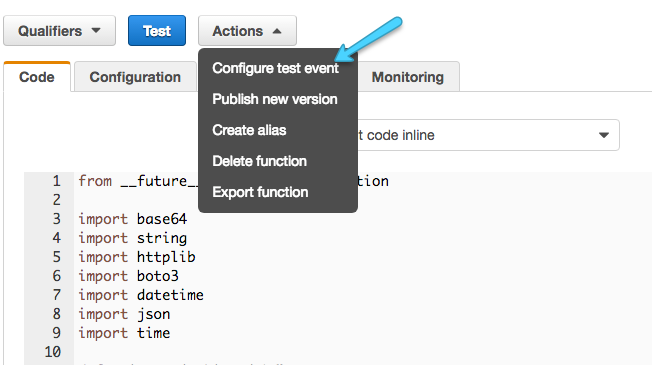 Qualifiers Test Actions
Configure test event
Code Configuration Monitoring
Publish new version
Create alias
t code inline
Delete function
Export function
1 from __future__ tion
2
3 import base64
4 import string
5 import httplib
6 import boto3
7 import datetime
8 import json
9 import time
10